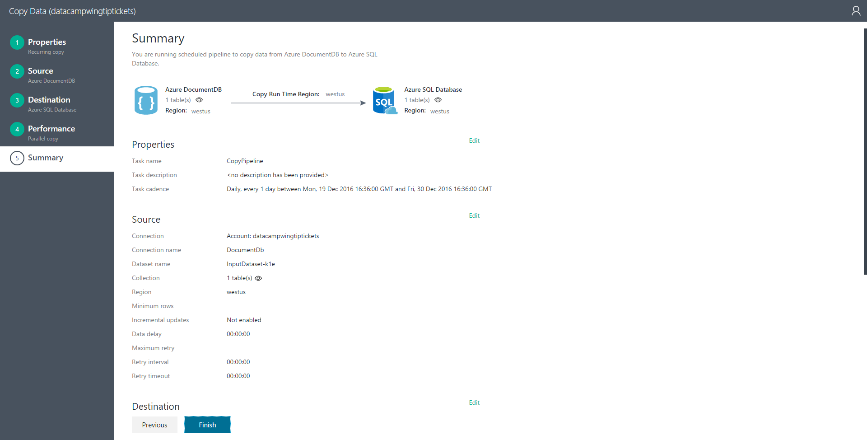 Copy Data (datacampwingtiptickets)
1 Properties
Recurring copy
2 Source
Azure DocumentDB
3 Destination
Azure SQL Database
4 Performance
Parallel copy
5 Summary
Summary
You are running scheduled pipeline to copy data from Azure DocumentDB to Azure SQL
Database.
Azure DocumentDB
1 table(s)
Region: westus
Copy Run Time Region: westus
SQL
Azure SQL Database
1 table(s)
Region: westus
Properties Edit
Task name CopyPipeline
Task description <no description has been provided>
Task cadence Daily, every 1 day between Mon, 19 Dec 2016 16:36:00 GMT and Fri, 30 Dec 2016 16:36:00 GMT
Source Edit
Connection Account: datacampwingtiptickets
Connection name DocumentDb
Dataset name InputDataset-k1e
Collection 1 table(s)
Region westus
Minimum rows
Incremental updates Not enabled
Data delay 00:00:00
Maximum retry
Retry interval 00:00:00
Retry timeout 00:00:00
Destination Edit
Previous Finish